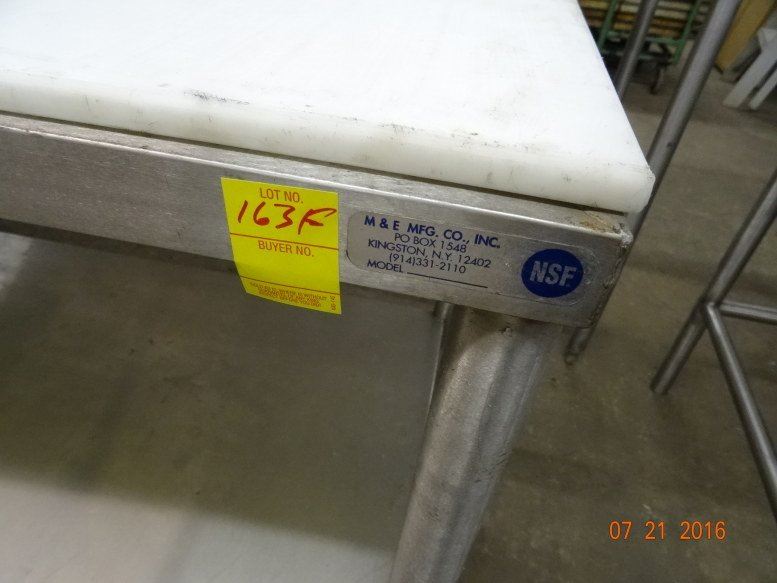 LOT NO.
163F
BUYER NO.
M & E MFG. CO., INC.
PO BOX 1548
KINGSTON, N.Y. 12402
(914)331-2110
MODEL
NSF
07 21 2016